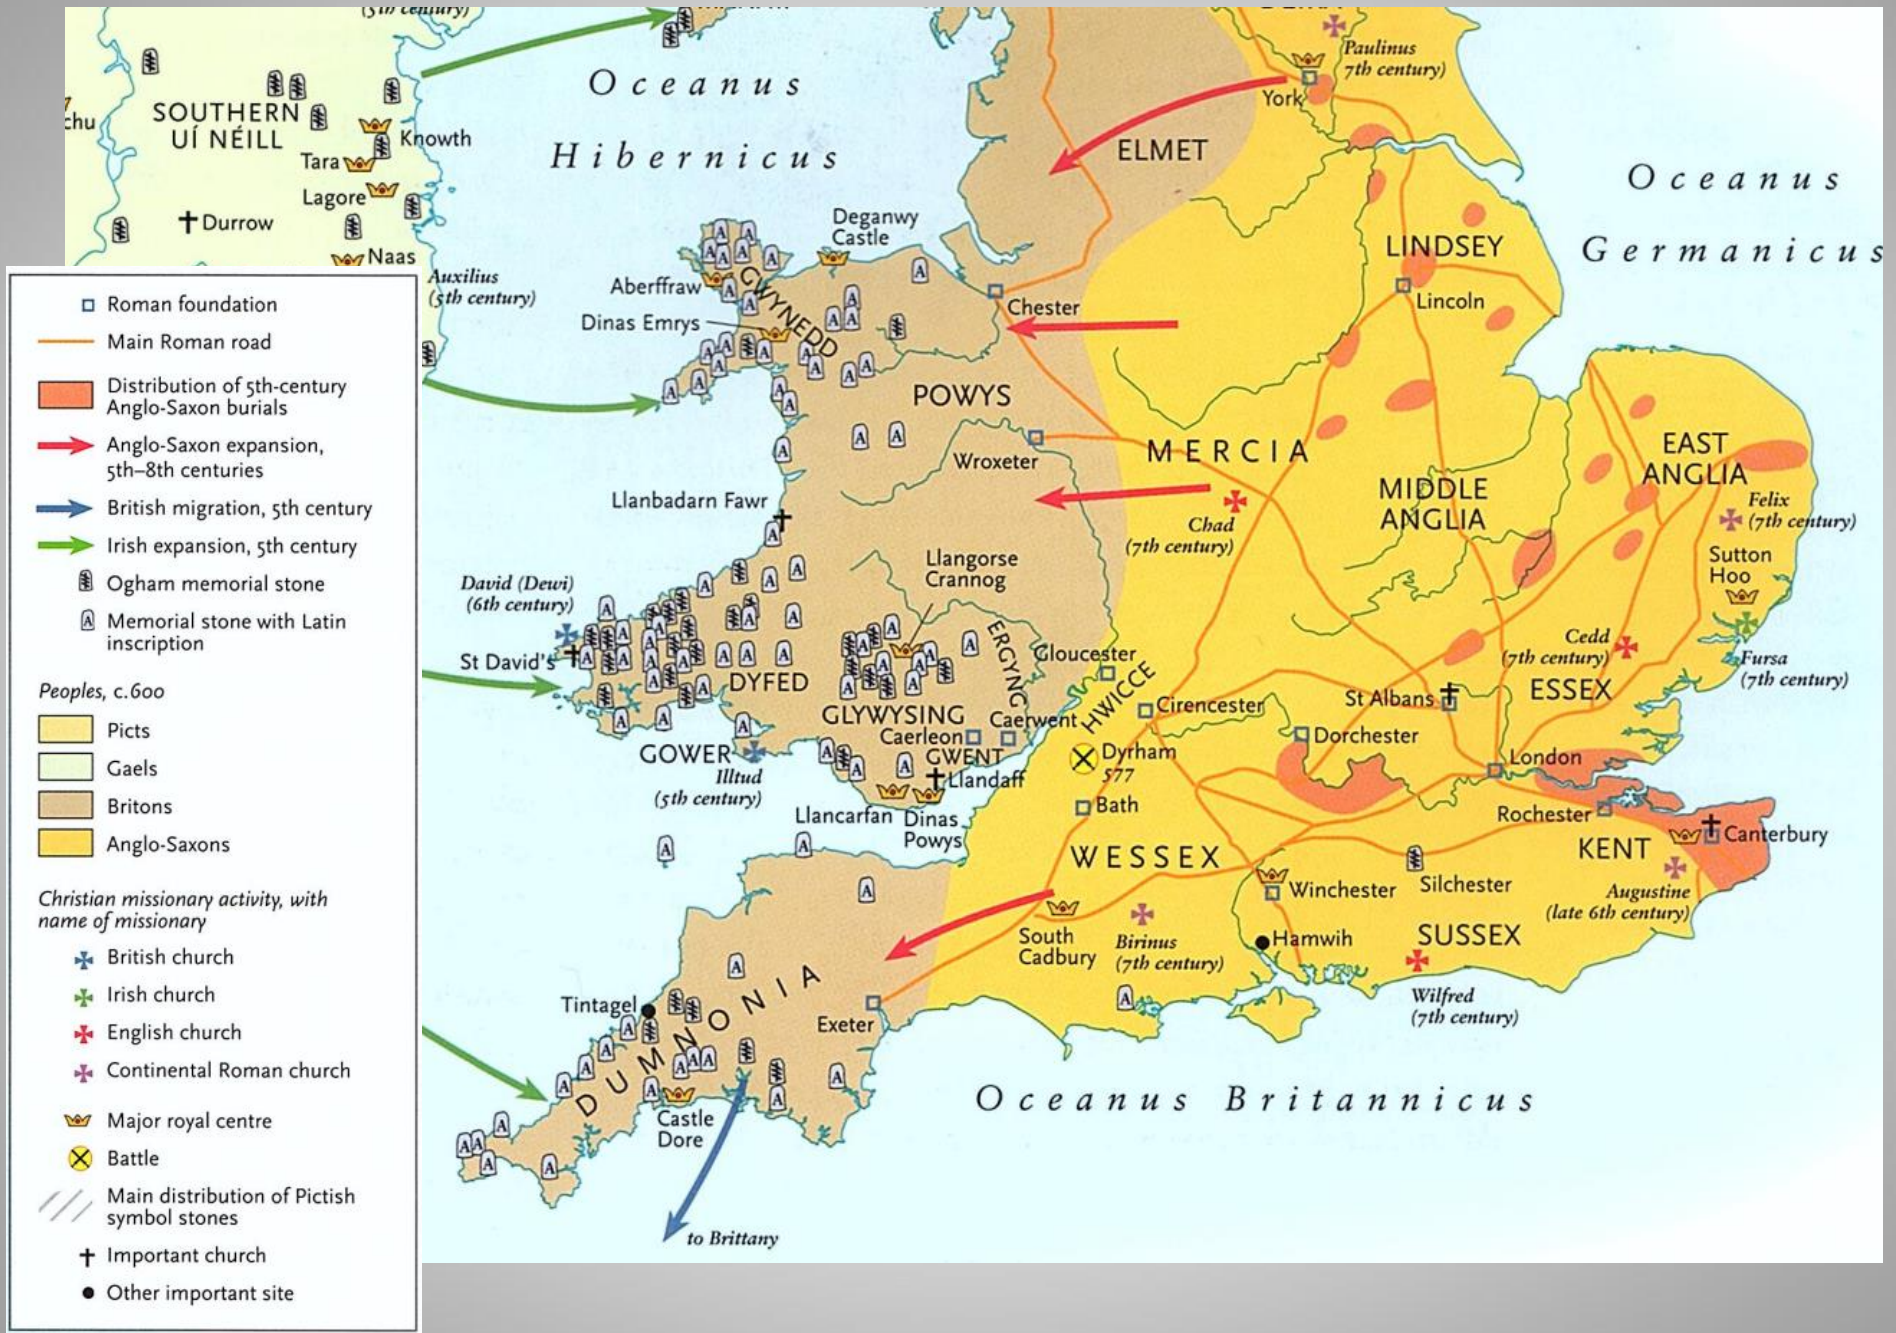 (5th century)
SOUTHERN
UÍ NÉILL
chu
Knowth
Tara
Lagore
Durrow
Naas
Auxilius
(5th century)
Oceanus
Hibernicus
Paulinus
7th century)
York
ELMET
Oceanus
Germanicus
Deganwy
Castle
Aberffraw
GWYNEDD
Dinas Emrys
Chester
LINDSEY
Lincoln
POWYS
Wroxeter
MERCIA
Llanbadarn Fawr
Chad
(7th century)
MIDDLE
ANGLIA
EAST
ANGLIA
Felix
(7th century)
Sutton
Hoo
Llangorse
Crannog
David (Dewi)
(6th century)
St David's
DYFED
ERGYNG
Gloucester
HWICCE
Cirencester
St Albans
Cedd
(7th century)
ESSEX
Fursa
(7th century)
GLYWYSING
Caerwent
Caerleon
GWENT
Llandaff
GOWER
Illtud
(5th century)
Llancarfan
Dinas
Powys
Dyrham
577
Dorchester
London
Bath
Rochester
KENT
Canterbury
WESSEX
Winchester
Silchester
Augustine
(late 6th century)
South
Cadbury
Birinus
(7th century)
Hamwih
SUSSEX
Wilfred
(7th century)
Tintagel
DUMNONIA
Exeter
Castle
Dore
Oceanus Britannicus
to Brittany
Roman foundation
Main Roman road
Distribution of 5th-century
Anglo-Saxon burials
Anglo-Saxon expansion,
5th–8th centuries
British migration, 5th century
Irish expansion, 5th century
Ogham memorial stone
Memorial stone with Latin
inscription
Peoples, c.600
Picts
Gaels
Britons
Anglo-Saxons
Christian missionary activity, with
name of missionary
British church
Irish church
English church
Continental Roman church
Major royal centre
Battle
Main distribution of Pictish
symbol stones
Important church
Other important site